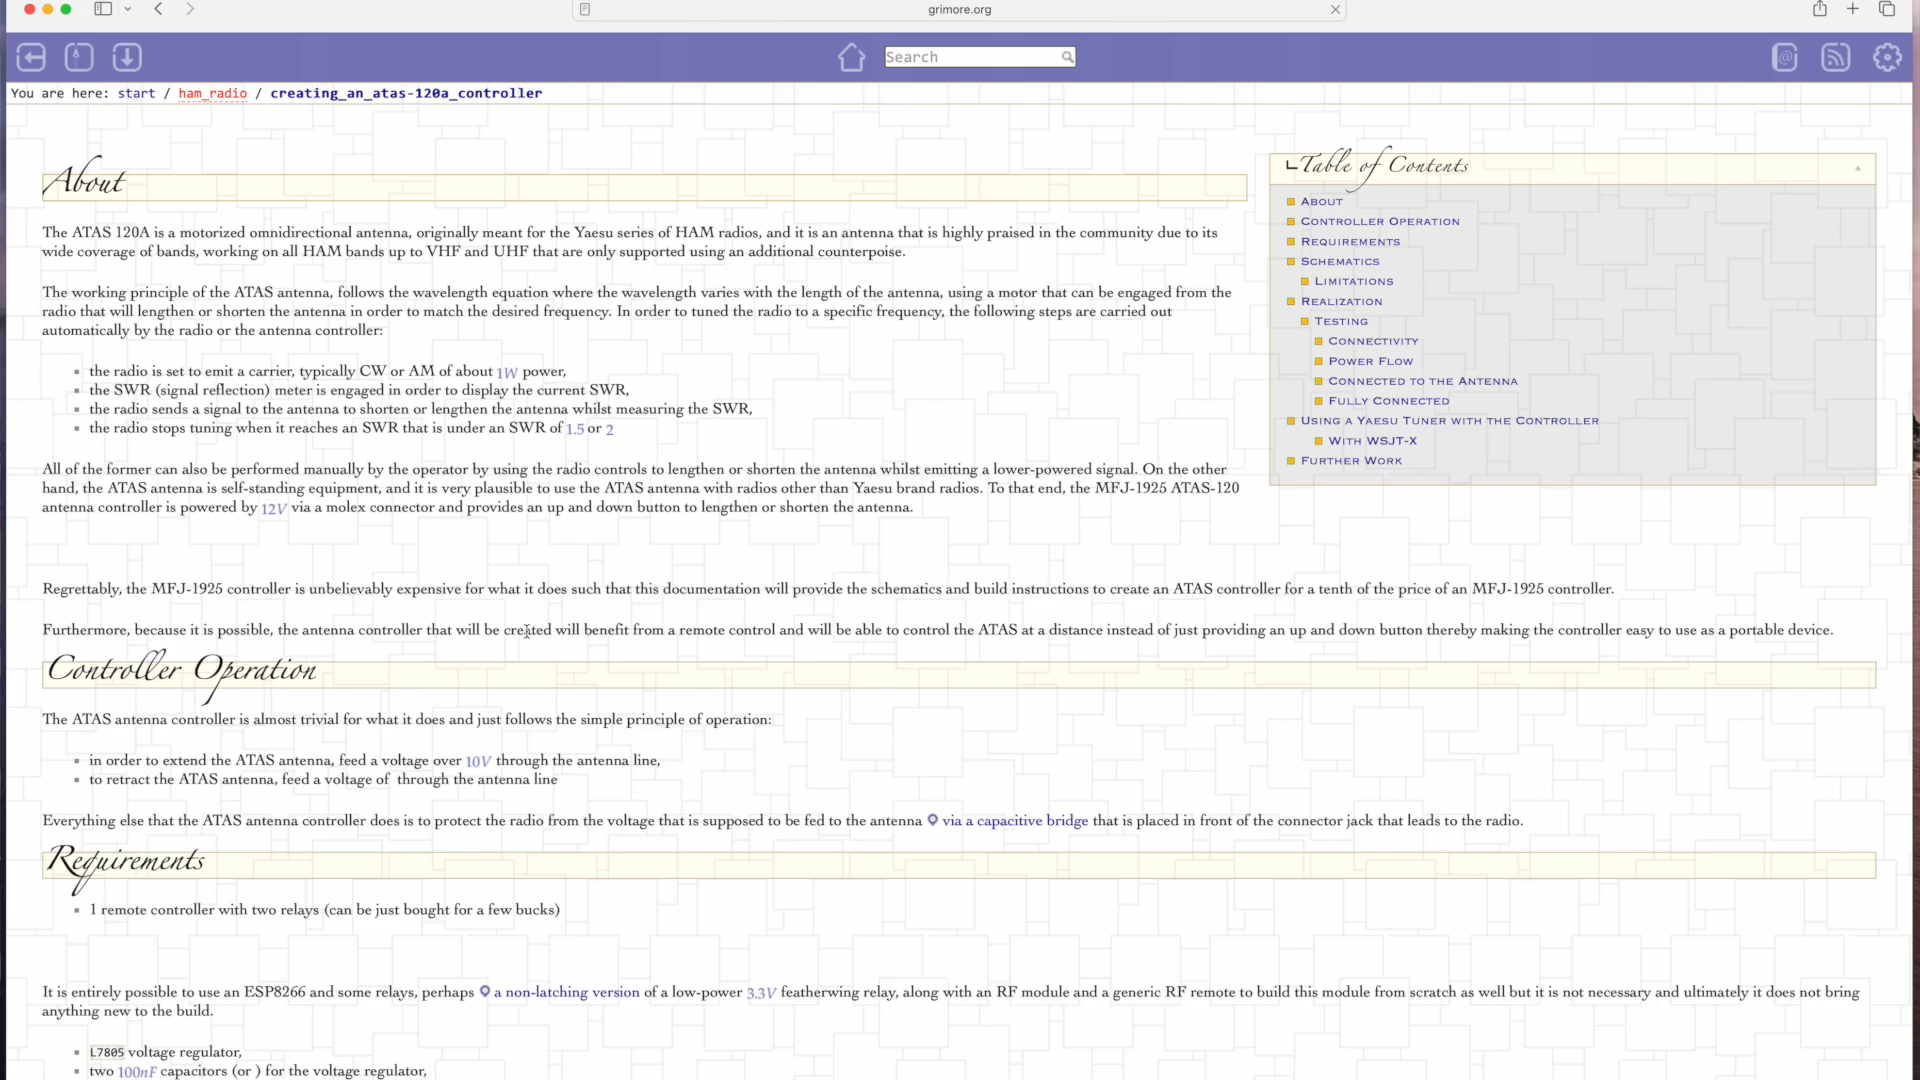 grimore.org
Search
You are here: start / ham_radio / creating_an_atas-120a_controller
About
The ATAS 120A is a motorized omnidirectional antenna, originally meant for the Yaesu series of HAM radios, and it is an antenna that is highly praised in the community due to its
wide coverage of bands, working on all HAM bands up to VHF and UHF that are only supported using an additional counterpoise.
The working principle of the ATAS antenna, follows the wavelength equation where the wavelength varies with the length of the antenna, using a motor that can be engaged from the
radio that will lengthen or shorten the antenna in order to match the desired frequency. In order to tuned the radio to a specific frequency, the following steps are carried out
automatically by the radio or the antenna controller:
the radio is set to emit a carrier, typically CW or AM of about 1W power,
the SWR (signal reflection) meter is engaged in order to display the current SWR,
the radio sends a signal to the antenna to shorten or lengthen the antenna whilst measuring the SWR,
the radio stops tuning when it reaches an SWR that is under an SWR of 1.5 or 2
All of the former can also be performed manually by the operator by using the radio controls to lengthen or shorten the antenna whilst emitting a lower-powered signal. On the other
hand, the ATAS antenna is self-standing equipment, and it is very plausible to use the ATAS antenna with radios other than Yaesu brand radios. To that end, the MFJ-1925 ATAS-120
antenna controller is powered by 12V via a molex connector and provides an up and down button to lengthen or shorten the antenna.
Table of Contents
ABOUT
CONTROLLER OPERATION
REQUIREMENTS
SCHEMATICS
LIMITATIONS
REALIZATION
TESTING
CONNECTIVITY
POWER FLOW
CONNECTED TO THE ANTENNA
FULLY CONNECTED
USING A YAESU TUNER WITH THE CONTROLLER
WITH WSJT-X
FURTHER WORK
Regrettably, the MFJ-1925 controller is unbelievably expensive for what it does such that this documentation will provide the schematics and build instructions to create an ATAS controller for a tenth of the price of an MFJ-1925 controller.
Furthermore, because it is possible, the antenna controller that will be created will benefit from a remote control and will be able to control the ATAS at a distance instead of just providing an up and down button thereby making the controller easy to use as a portable device.
Controller Operation
The ATAS antenna controller is almost trivial for what it does and just follows the simple principle of operation:
in order to extend the ATAS antenna, feed a voltage over 10V through the antenna line,
to retract the ATAS antenna, feed a voltage of through the antenna line
Everything else that the ATAS antenna controller does is to protect the radio from the voltage that is supposed to be fed to the antenna via a capacitive bridge that is placed in front of the connector jack that leads to the radio.
Requirements
1 remote controller with two relays (can be just bought for a few bucks)
It is entirely possible to use an ESP8266 and some relays, perhaps a non-latching version of a low-power 3.3V featherwing relay, along with an RF module and a generic RF remote to build this module from scratch as well but it is not necessary and ultimately it does not bring
anything new to the build.
L7805 voltage regulator,
two 100nF capacitors (or ) for the voltage regulator,